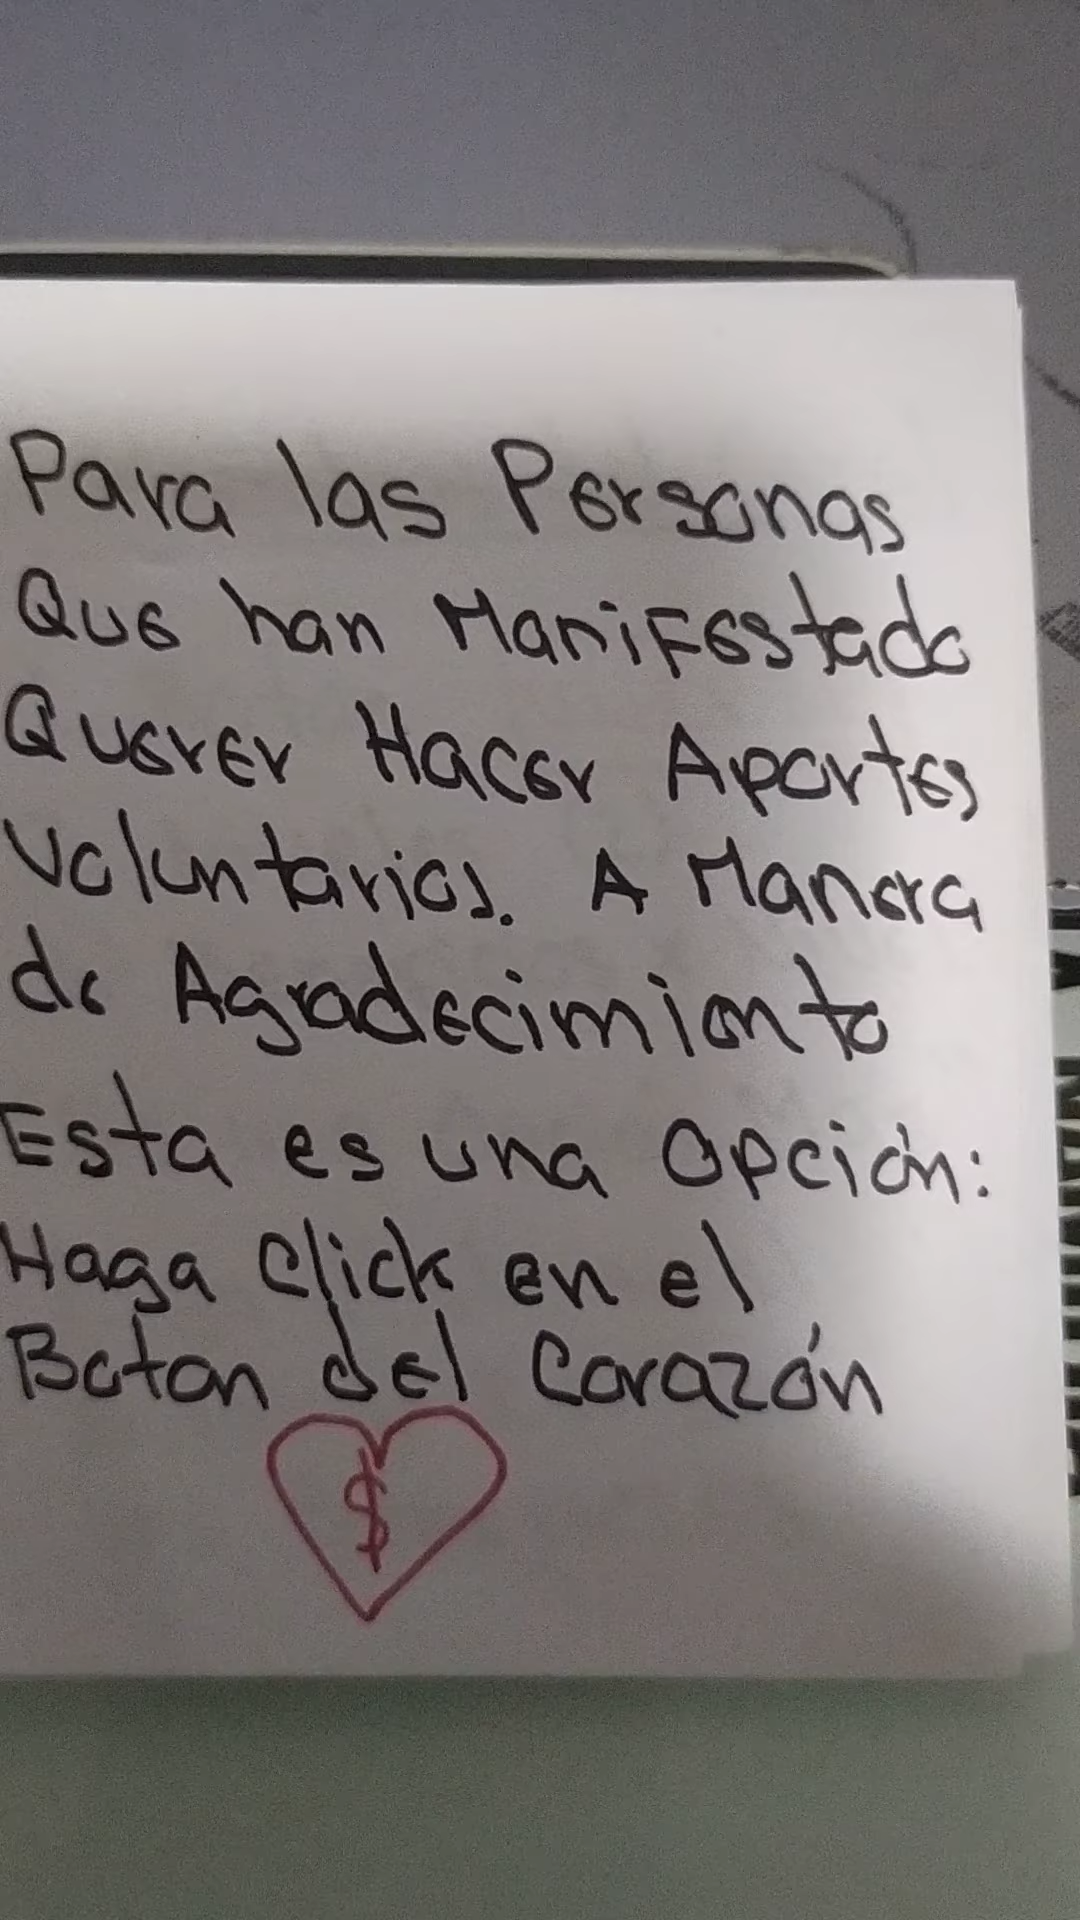 Para las Personas
Que han Manifestado
Querer Hacer Aportes
Voluntarios. A Manera
de Agradecimiento
Esta es una Opción:
Haga Click en el
Boton del Corazón
$